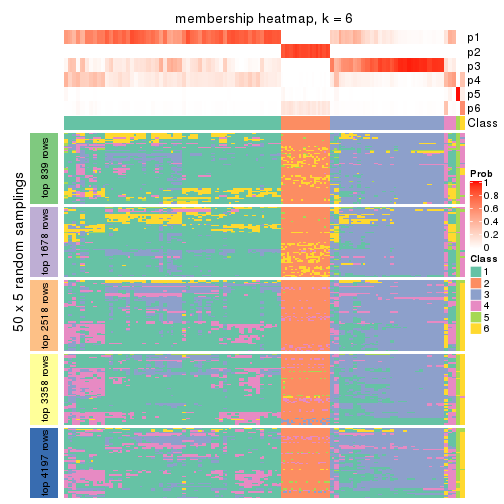 membership heatmap, k = 6
p1
p2
p3
p4
p5
p6
Class
50 x 5 random samplings
top 839 rows
top 1678 rows
top 2518 rows
top 3358 rows
top 4197 rows
Prob
1
0.8
0.6
0.4
0.2
0
Class
1
2
3
4
5
6